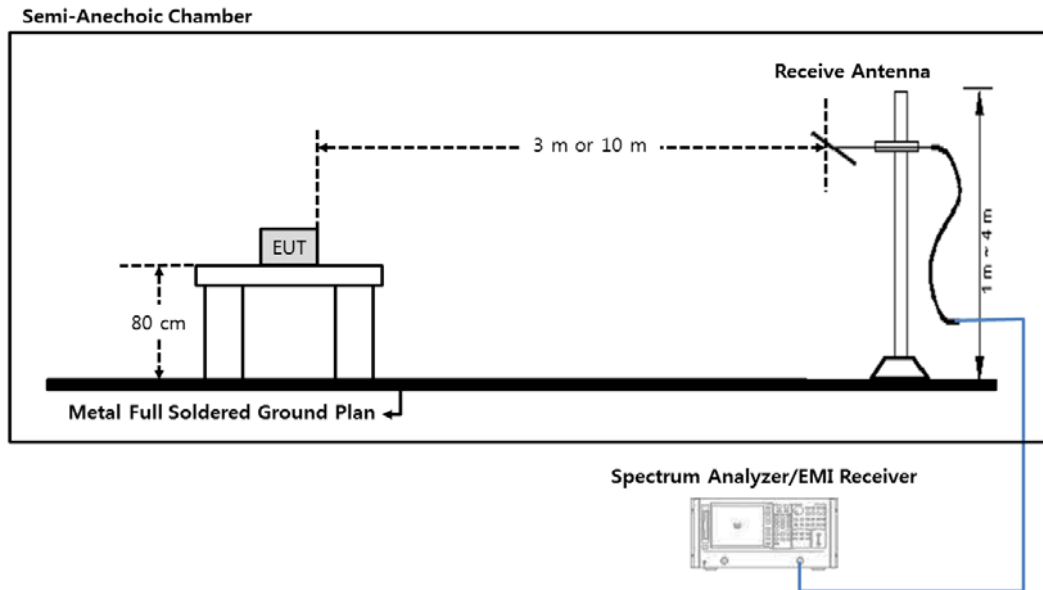 Semi-Anechoic Chamber
Receive Antenna
3 m or 10 m
EUT
80 cm
1 m ~ 4 m
Metal Full Soldered Ground Plan
Spectrum Analyzer/EMI Receiver